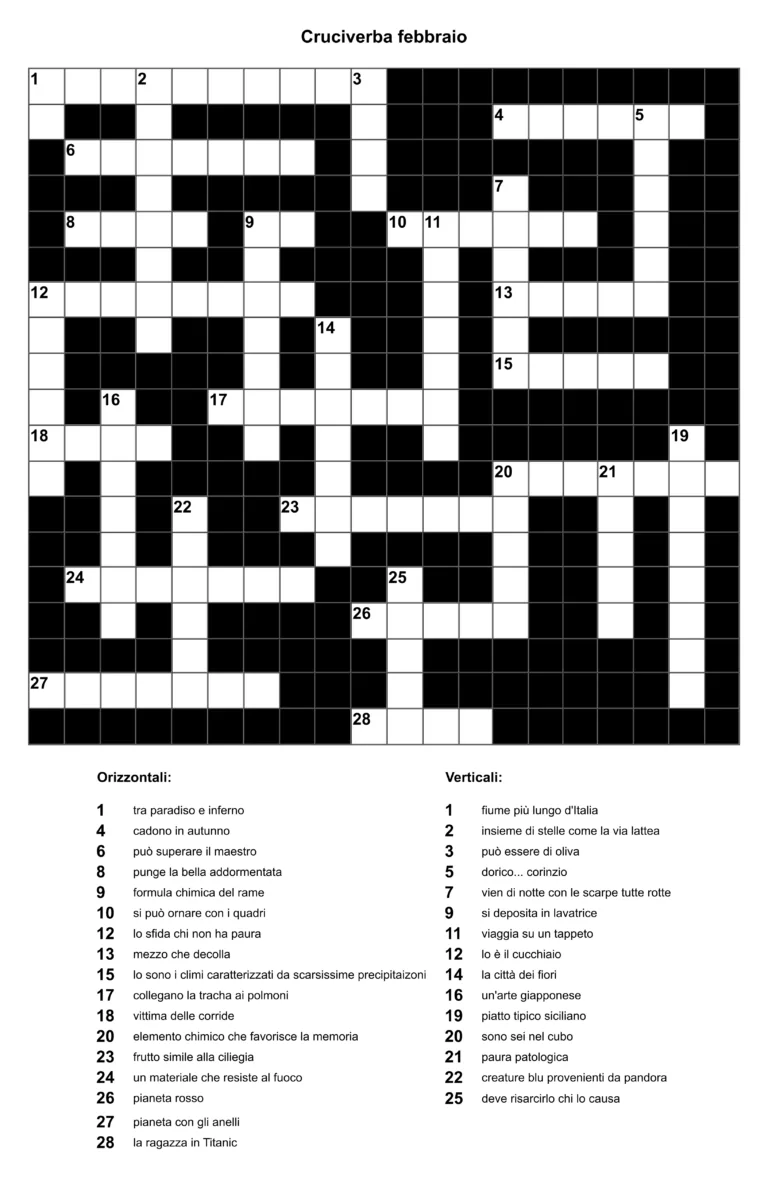 Cruciverba febbraio
1 2 3
4 5
6
7
8 9 10 11
12 13
14
15
16 17
18 19
20 21
22 23
24 25
26
27
28
Orizzontali:
1 tra paradiso e inferno
4 cadono in autunno
6 può superare il maestro
8 punge la bella addormentata
9 formula chimica del rame
10 si può ornare con i quadri
12 lo sfida chi non ha paura
13 mezzo che decolla
15 lo sono i climi caratterizzati da scarsissime precipitaizoni
17 collegano la tracha ai polmoni
18 vittima delle corride
20 elemento chimico che favorisce la memoria
23 frutto simile alla ciliegia
24 un materiale che resiste al fuoco
26 pianeta rosso
27 pianeta con gli anelli
28 la ragazza in Titanic
Verticali:
1 fiume più lungo d'Italia
2 insieme di stelle come la via lattea
3 può essere di oliva
5 dorico... corinzio
7 vien di notte con le scarpe tutte rotte
9 si deposita in lavatrice
11 viaggia su un tappeto
12 lo è il cucchiaio
14 la città dei fiori
16 un'arte giapponese
19 piatto tipico siciliano
20 sono sei nel cubo
21 paura patologica
22 creature blu provenienti da pandora
25 deve risarcirlo chi lo causa